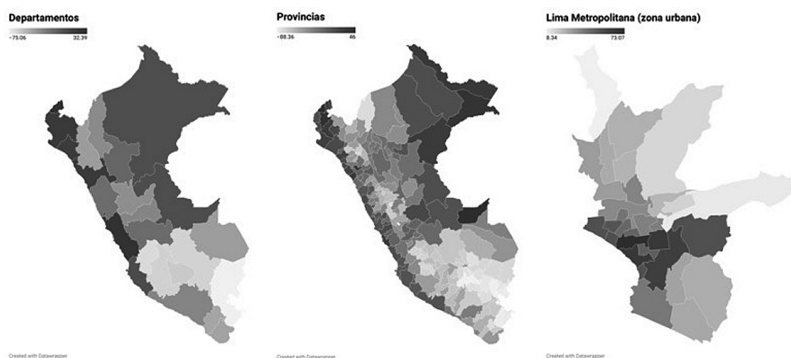 Departamentos
−75.06 32.39
Provincias
−88.36 46
Lima Metropolitana (zona urbana)
8.34 73.07
Created with Datawrapper
Created with Datawrapper
Created with Datawrapper